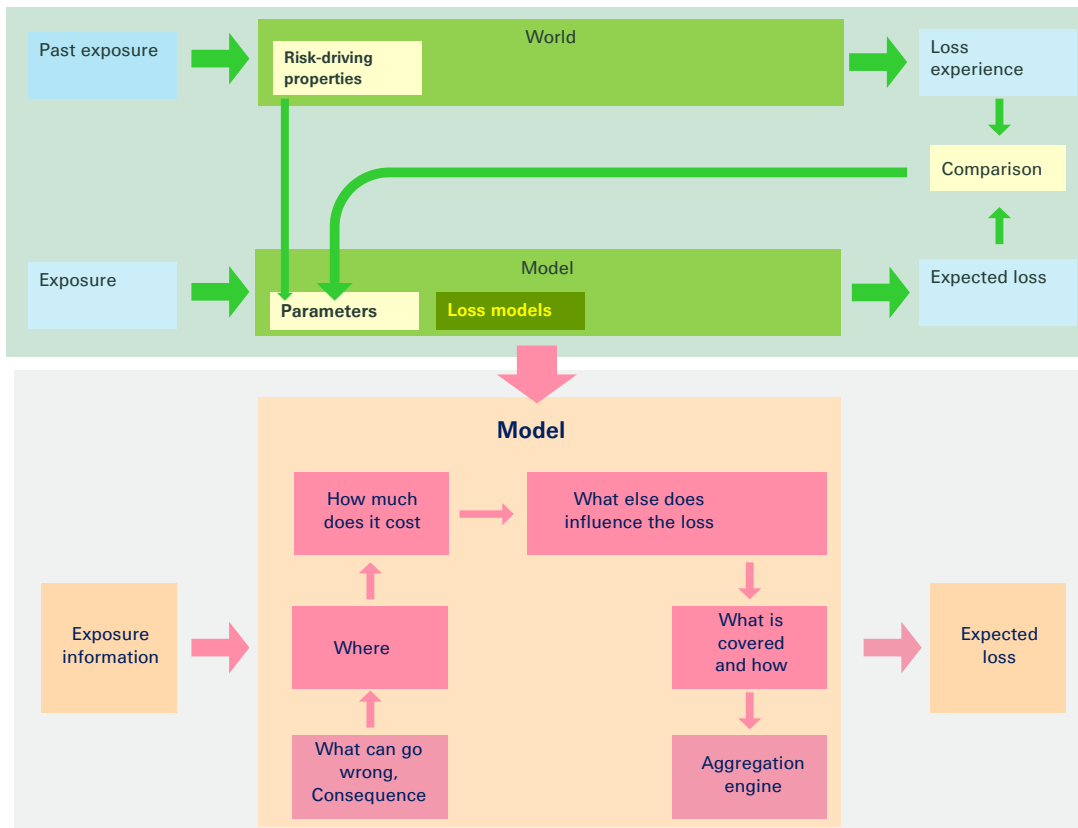 Past exposure
World
Risk-driving
properties
Loss
experience
Comparison
Exposure
Model
Parameters
Loss models
Expected loss
Model
How much
does it cost
What else does
influence the loss
Exposure
information
Where
What is
covered
and how
Expected
loss
What can go
wrong,
Consequence
Aggregation
engine